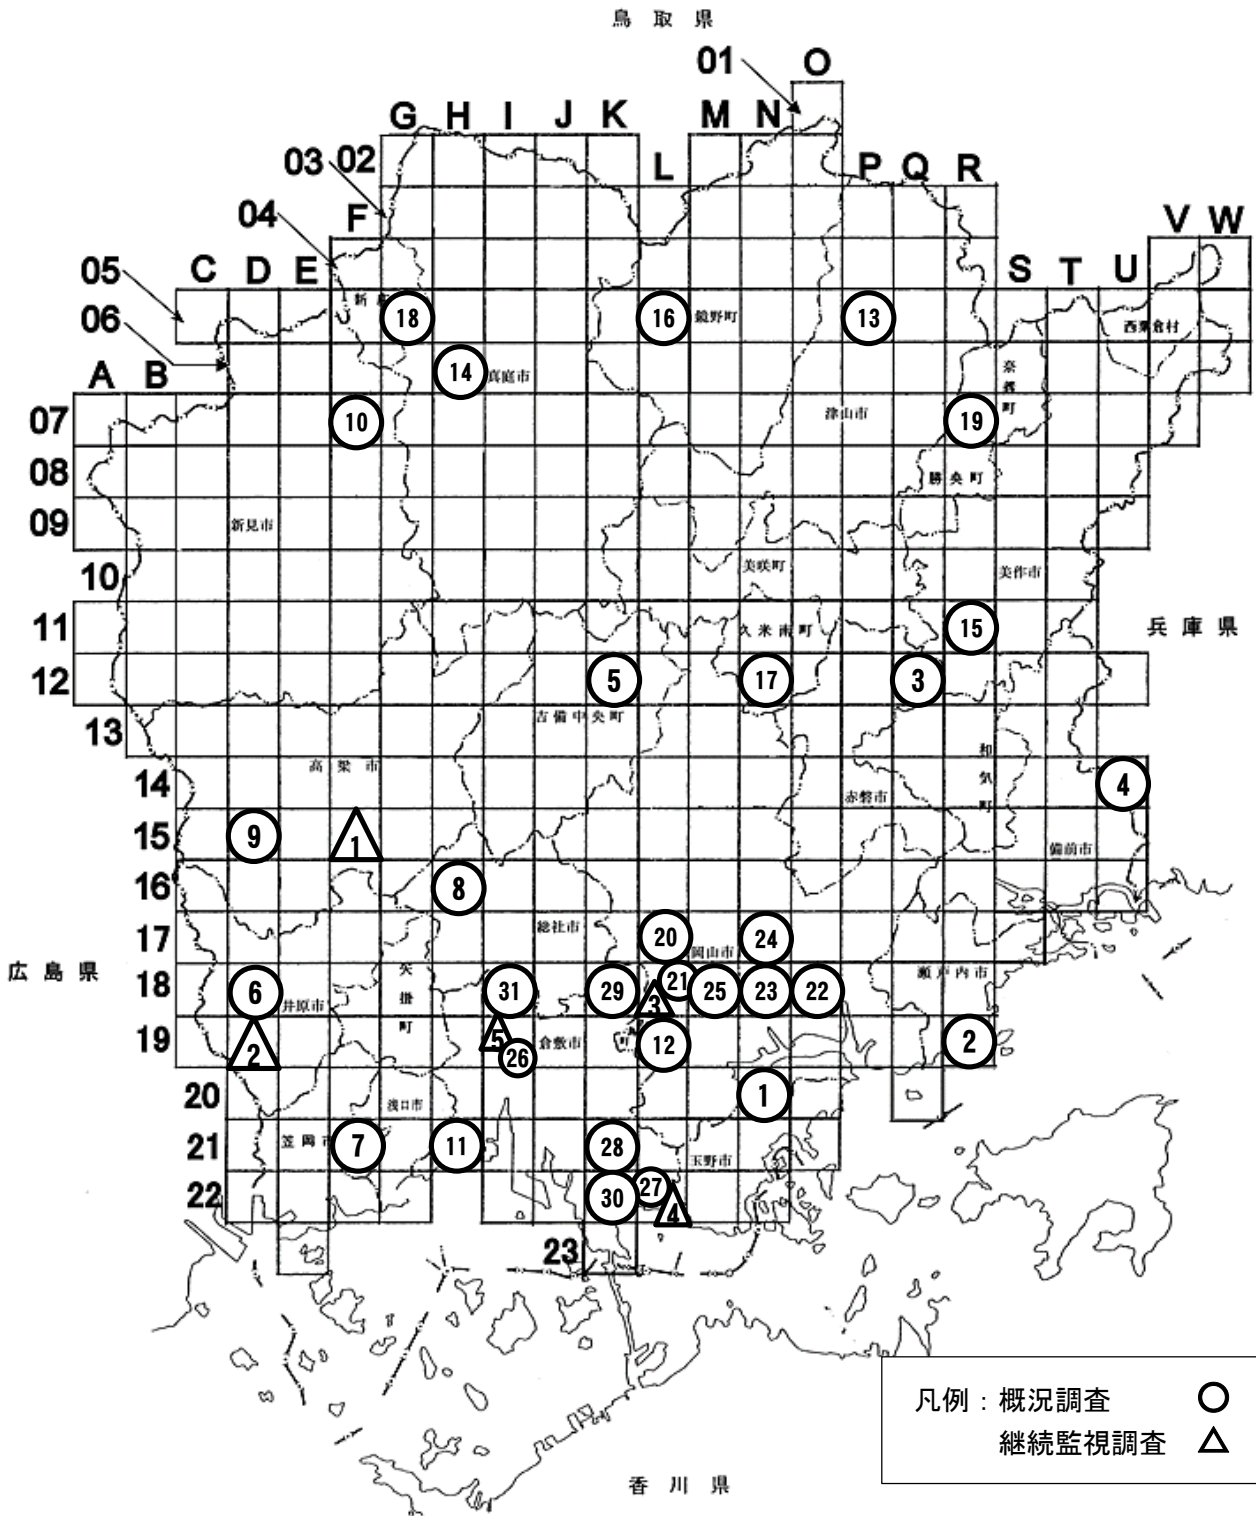 鳥取県
01 O
G H I J K M N
03 02 L P Q R
04 F V W
05 C D E S T U
06 新庄 18 16 鏡野町 13 西粟倉村
A B 14 真庭市 奈義町
07 10 津山市 19
08 勝央町
09 新見市
10 美咲町 美作市
11 久米南町 15 兵庫県
12 5 17 3
13 吉備中央町 和気町
14 高梁市 赤磐市 4
15 9 1 備前市
16 8
17 総社市 20 岡山市 24
広島県 矢掛町 瀬戸内市
18 6 井原市 31 29 3 21 25 23 22
19 2 5 26 倉敷市 町 12 2
20 浅口市 1
21 笠岡市 7 11 28 玉野市
22 30 27 4
23
凡例：概況調査
継続監視調査
香川県